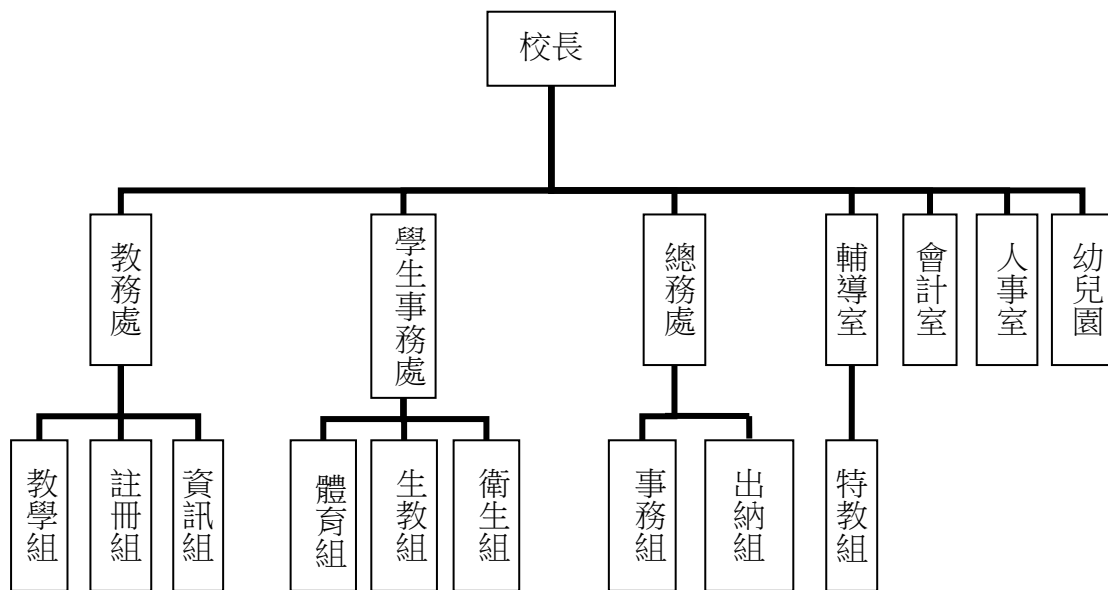 校長
教務處
學生事務處
總務處
輔導室
會計室
人事室
幼兒園
教學組
註冊組
資訊組
體育組
生教組
衛生組
事務組
出納組
特教組